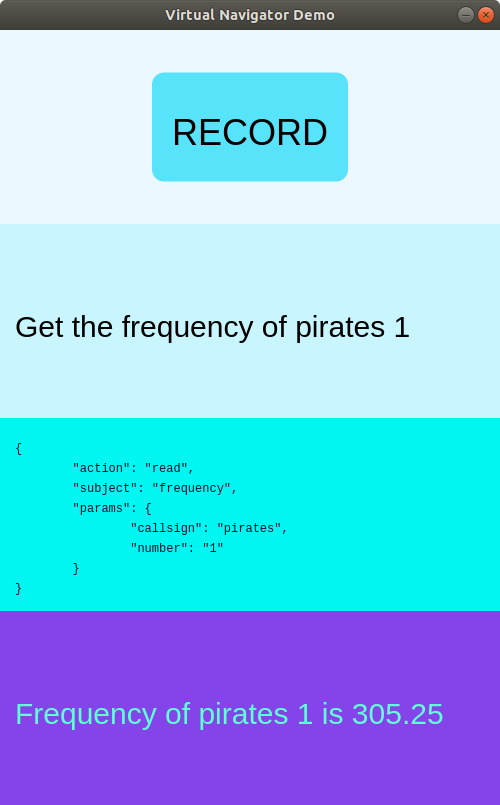 Virtual Navigator Demo
RECORD
Get the frequency of pirates 1
{
"action": "read",
"subject": "frequency",
"params": {
"callsign": "pirates",
"number": "1"
}
}
Frequency of pirates 1 is 305.25